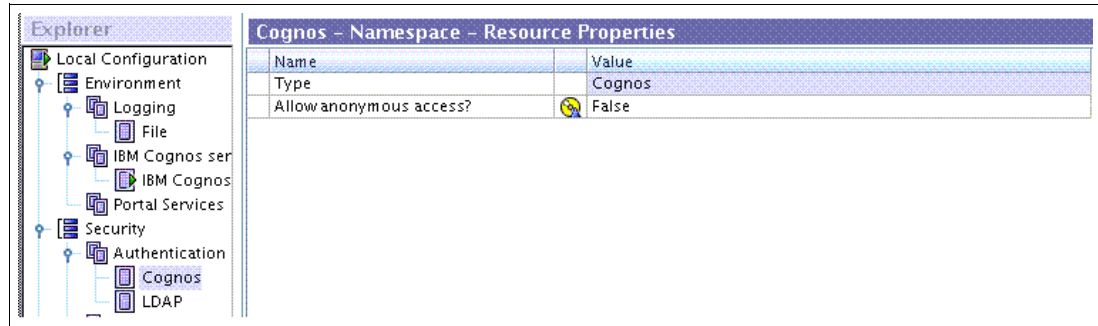 Explorer
Local Configuration
Environment
Logging
File
IBM Cognos ser
IBM Cognos
Portal Services
Security
Authentication
Cognos
LDAP
Cognos – Namespace – Resource Properties
Name Value
Type Cognos
Allow anonymous access? False